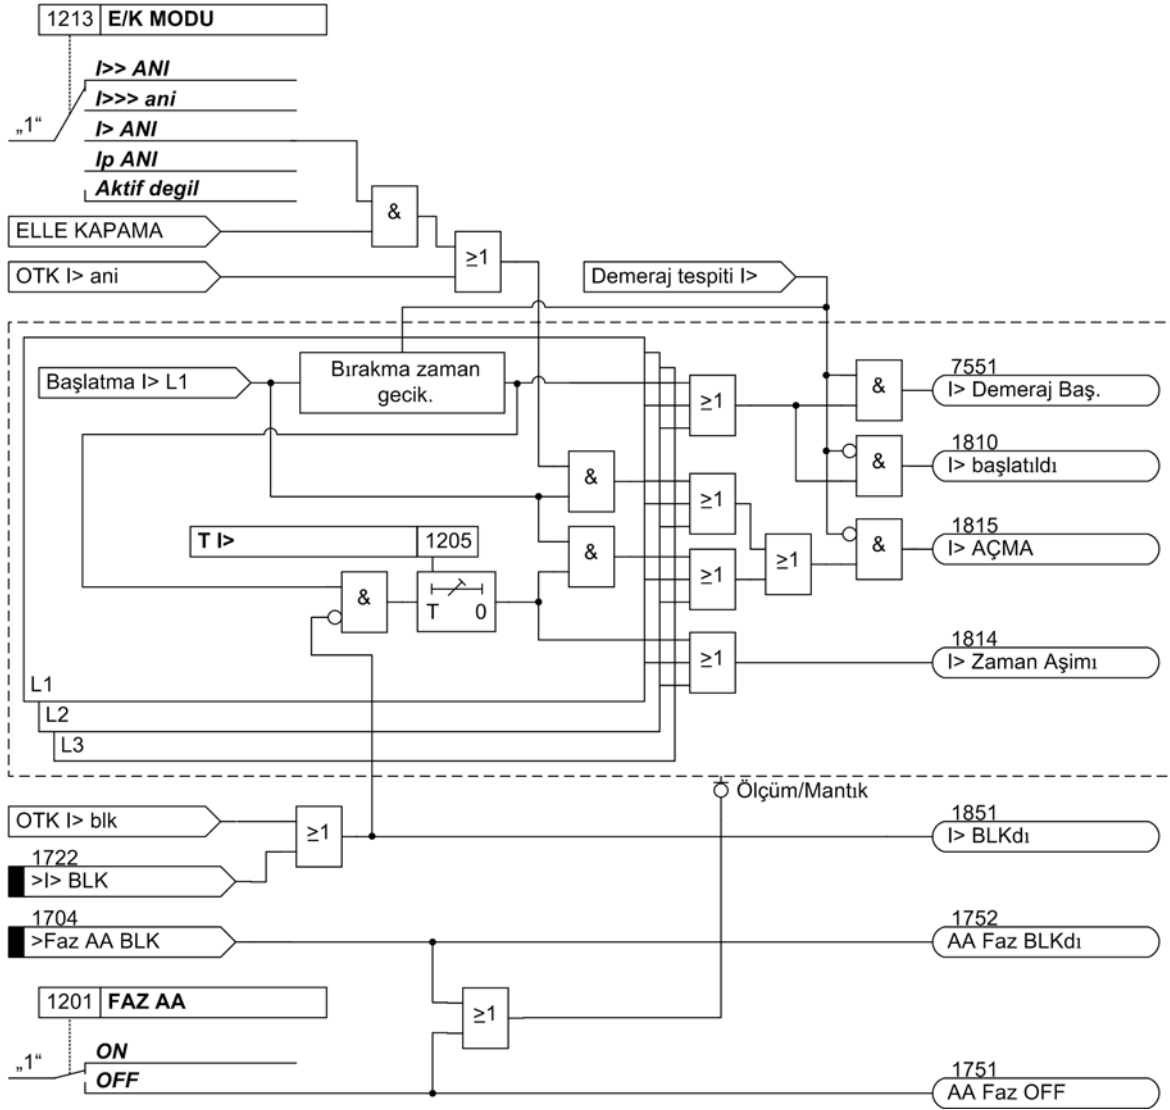 1213 E/K MODU
I>> ANI
I>>> ani
„1“
I> ANI
Ip ANI
Aktif degil
&
ELLE KAPAMA
≥1
OTK I> ani
Demeraj tespiti I>
Başlatma I> L1
Bırakma zaman
gecik.
≥1
&
7551
I> Demeraj Baş.
&
1810
I> başlatıldı
&
≥1
T I> 1205
&
≥1
≥1
&
1815
I> AÇMA
&
T 0
≥1
1814
I> Zaman Aşimı
L1
L2
L3
Ölçüm/Mantık
OTK I> blk
≥1
1851
I> BLKdı
1722
>I> BLK
1704
>Faz AA BLK
1752
AA Faz BLKdı
1201 FAZ AA
≥1
„1“
ON
OFF
1751
AA Faz OFF